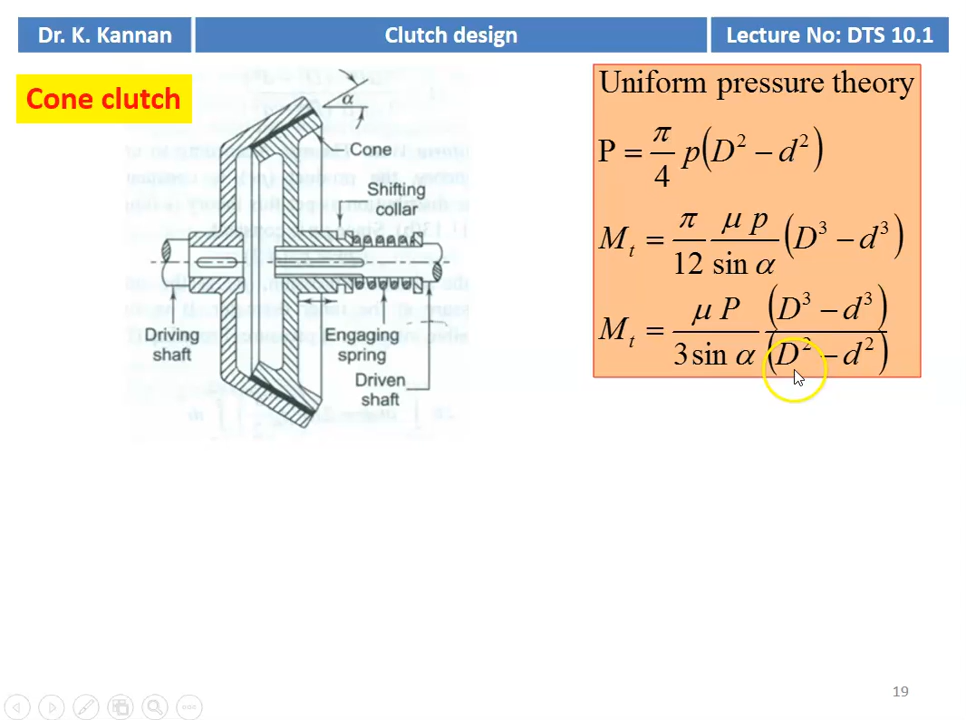 Dr. K. Kannan
Clutch design
Lecture No: DTS 10.1
Cone clutch
α
Cone
Shifting
collar
Driving
shaft
Engaging
spring
Driven
shaft
Uniform pressure theory
P = π/4 p(D² − d²)
M_t = π/12 μ p/sin α (D³ − d³)
M_t = μ P/3 sin α (D³ − d³)/(D² − d²)
19